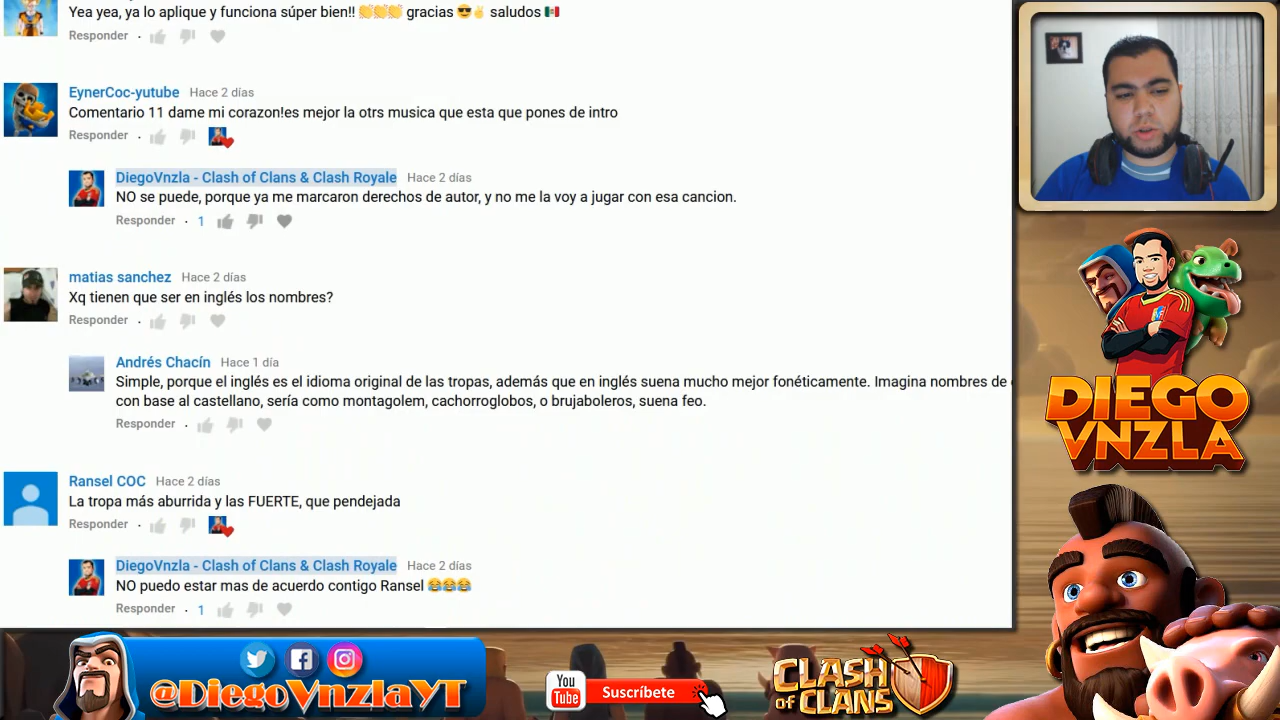 Yea yea, ya lo aplique y funciona súper bien!! 👏👏👏 gracias 😎✌ saludos 🇲🇽
Responder ·
EynerCoc-yutube Hace 2 días
Comentario 11 dame mi corazon!es mejor la otrs musica que esta que pones de intro
Responder ·
DiegoVnzla - Clash of Clans & Clash Royale Hace 2 días
NO se puede, porque ya me marcaron derechos de autor, y no me la voy a jugar con esa cancion.
Responder · 1
matias sanchez Hace 2 días
Xq tienen que ser en inglés los nombres?
Responder ·
Andrés Chacín Hace 1 día
Simple, porque el inglés es el idioma original de las tropas, además que en inglés suena mucho mejor fonéticamente. Imagina nombres de
con base al castellano, sería como montagolem, cachorroglobos, o brujaboleros, suena feo.
Responder ·
Ransel COC Hace 2 días
La tropa más aburrida y las FUERTE, que pendejada
Responder ·
DiegoVnzla - Clash of Clans & Clash Royale Hace 2 días
NO puedo estar mas de acuerdo contigo Ransel 😂😂😂
Responder · 1
DIEGO
VNZLA
@DiegoVnzlaYT
You
Tube
Suscríbete
CLASH
OF CLANS